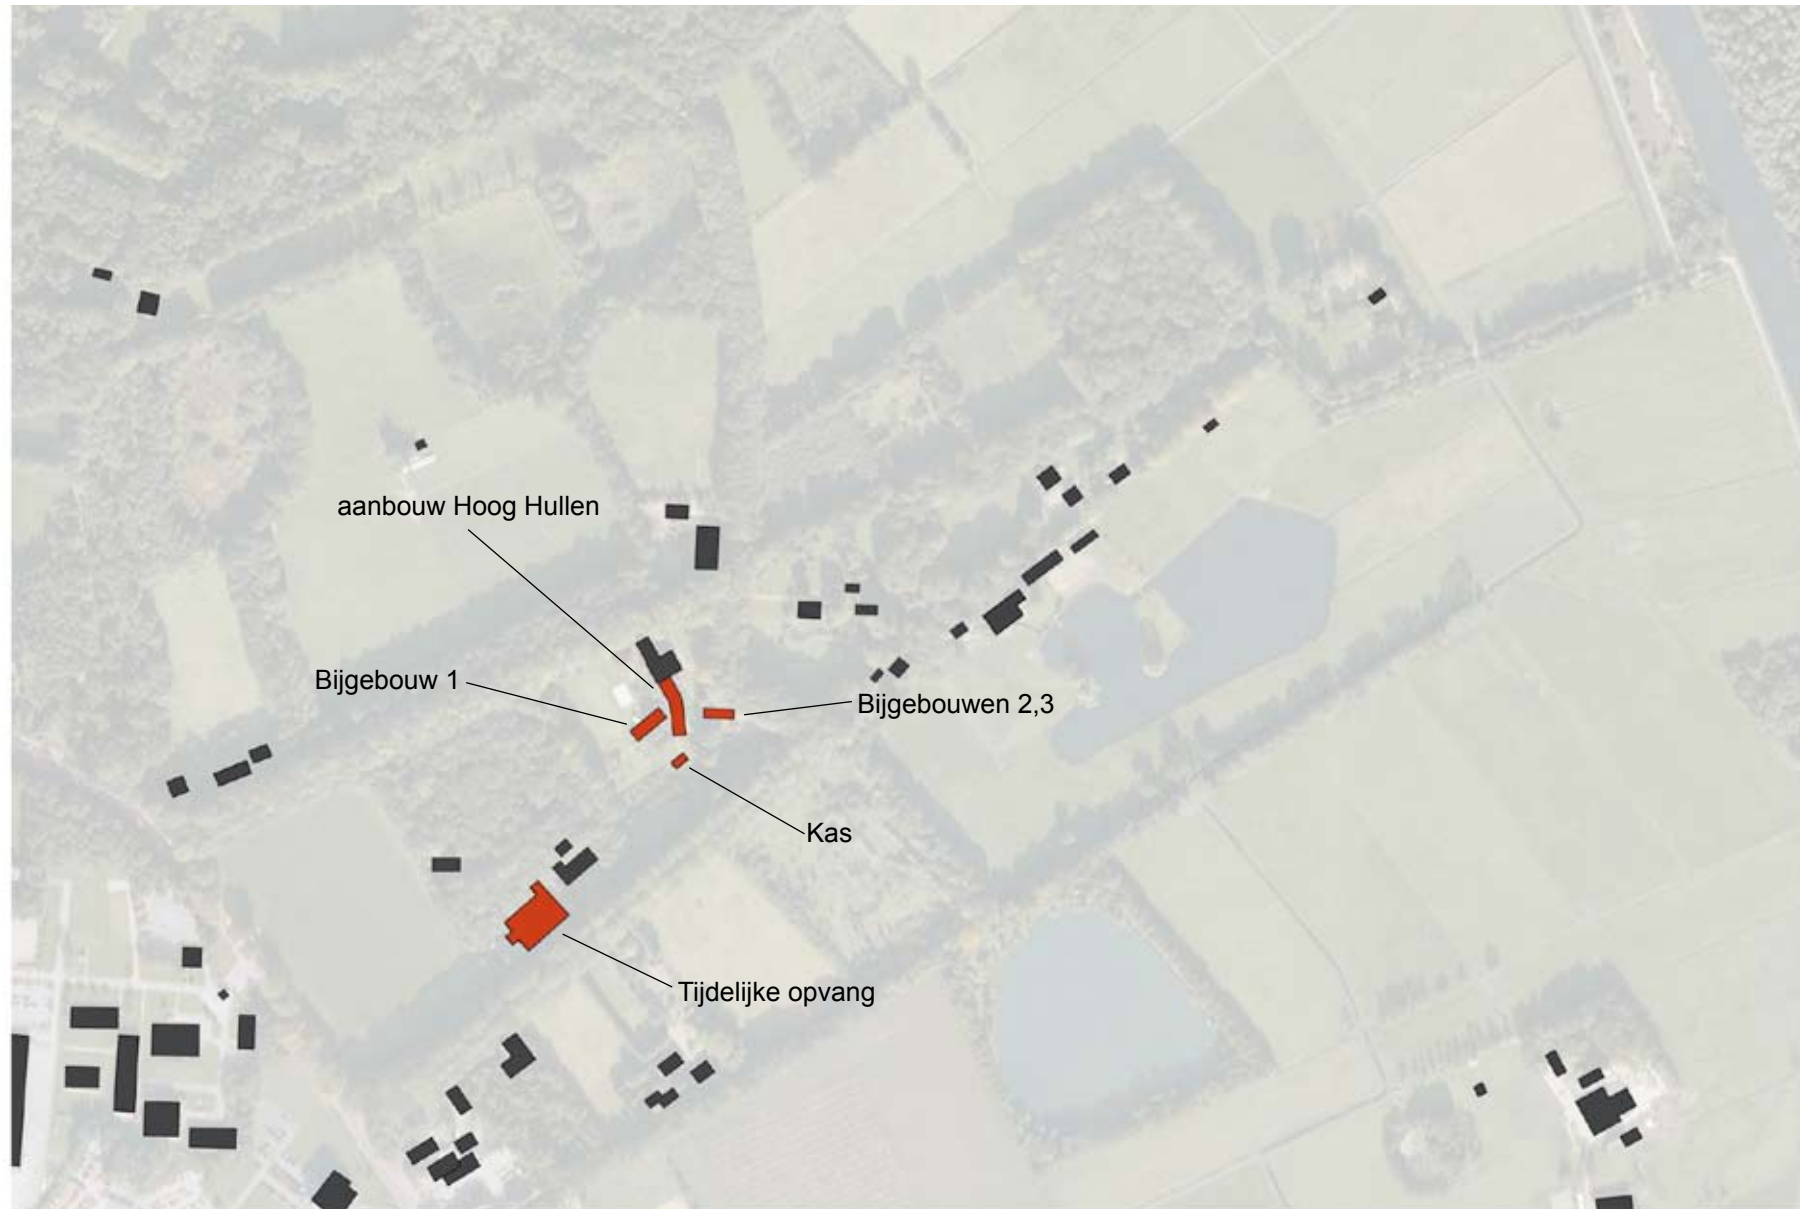 aanbouw Hoog Hullen
Bijgebouw 1
Bijgebouwen 2,3
Kas
Tijdelijke opvang